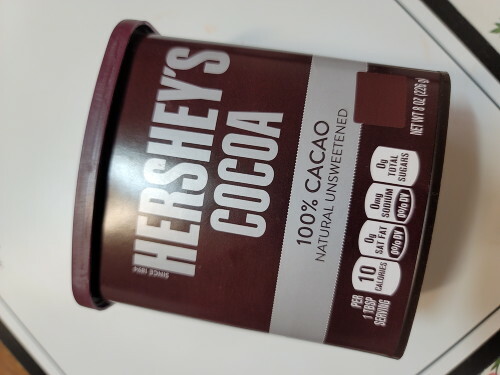 HERSHEY'S
SINCE 1894
COCOA
100% CACAO
NATURAL UNSWEETENED
PER
1 TBSP
SERVING
10
CALORIES
0g
SAT FAT
0% DV
0mg
SODIUM
0% DV
0g
TOTAL
SUGARS
NET WT 8 OZ (226 g)